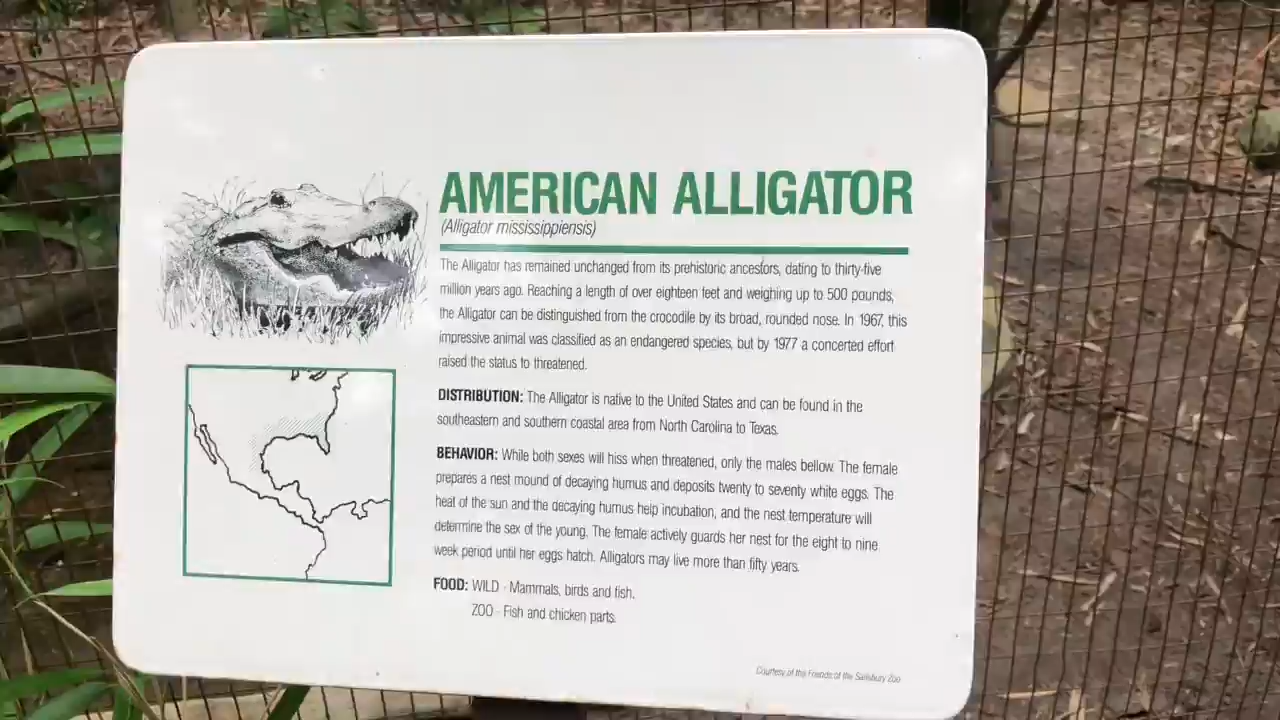 AMERICAN ALLIGATOR
(Alligator mississippiensis)
The Alligator has remained unchanged from its prehistoric ancestors, dating to thirty-five
million years ago. Reaching a length of over eighteen feet and weighing up to 500 pounds,
the Alligator can be distinguished from the crocodile by its broad, rounded nose. In 1967, this
impressive animal was classified as an endangered species, but by 1977 a concerted effort
raised the status to threatened.
DISTRIBUTION: The Alligator is native to the United States and can be found in the
southeastern and southern coastal area from North Carolina to Texas.
BEHAVIOR: While both sexes will hiss when threatened, only the males bellow. The female
prepares a nest mound of decaying humus and deposits twenty to seventy white eggs. The
heat of the sun and the decaying humus help incubation, and the nest temperature will
determine the sex of the young. The female actively guards her nest for the eight to nine
week period until her eggs hatch. Alligators may live more than fifty years.
FOOD: WILD - Mammals, birds and fish.
ZOO - Fish and chicken parts.
Courtesy of the Friends of the Salisbury Zoo